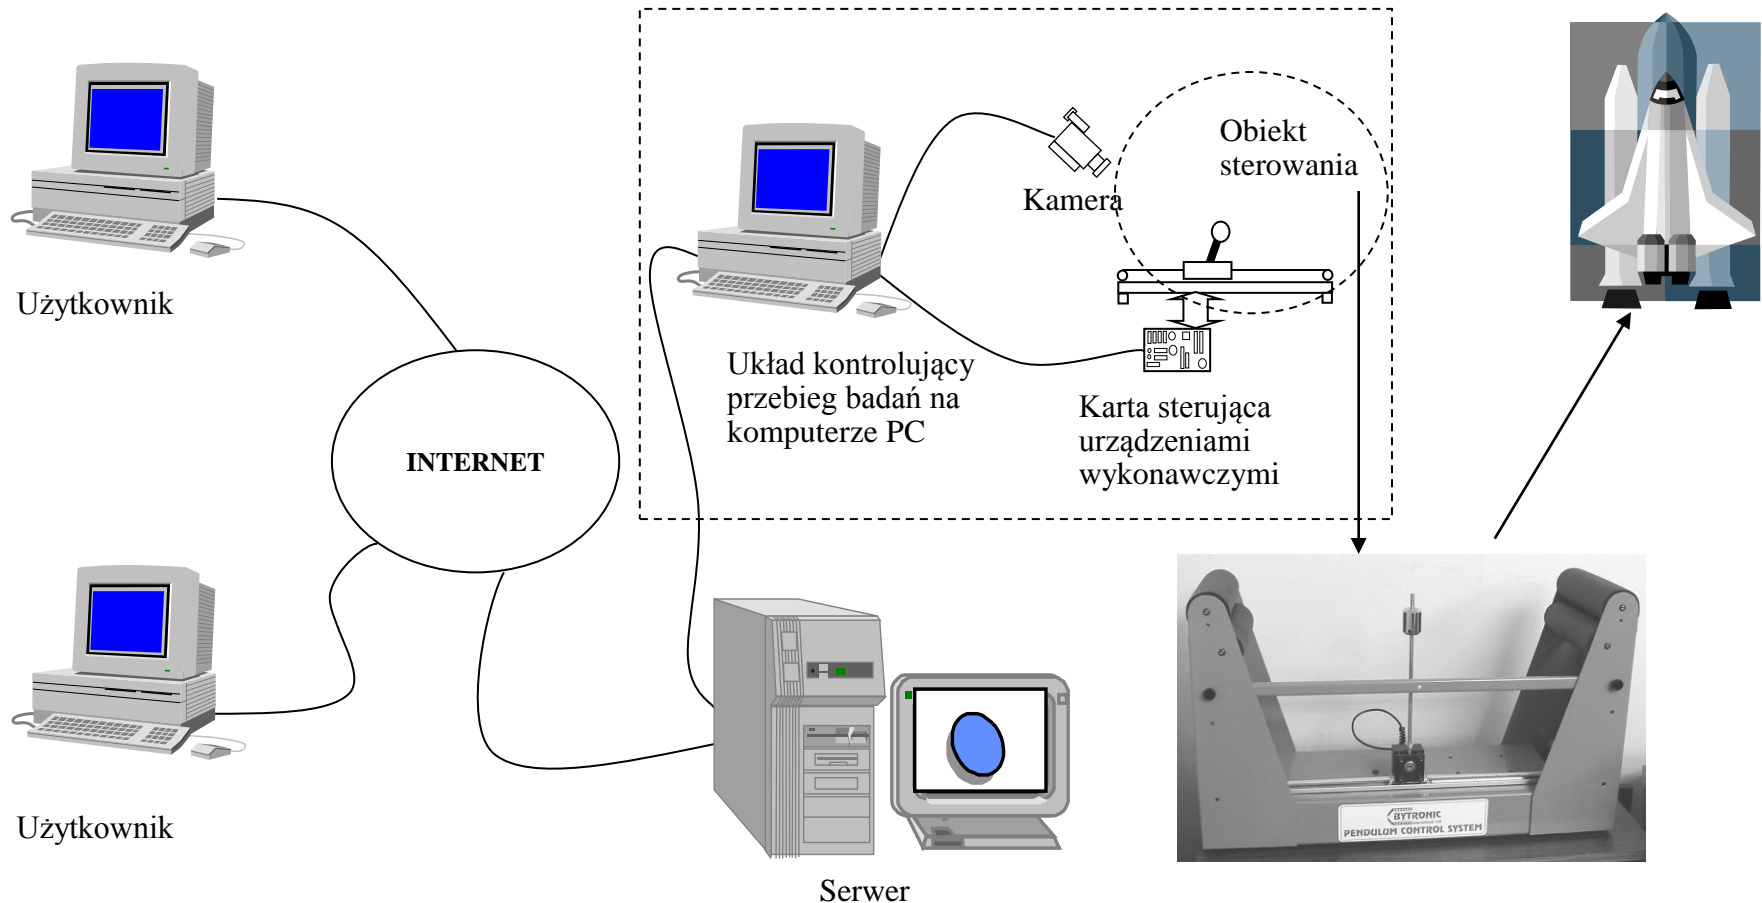 Obiekt
sterowania
Kamera
Użytkownik
Układ kontrolujący
przebieg badań na
komputerze PC
Karta sterująca
urządzeniami
wykonawczymi
INTERNET
BYTRONIC
PENDULUM CONTROL SYSTEM
Użytkownik
Serwer